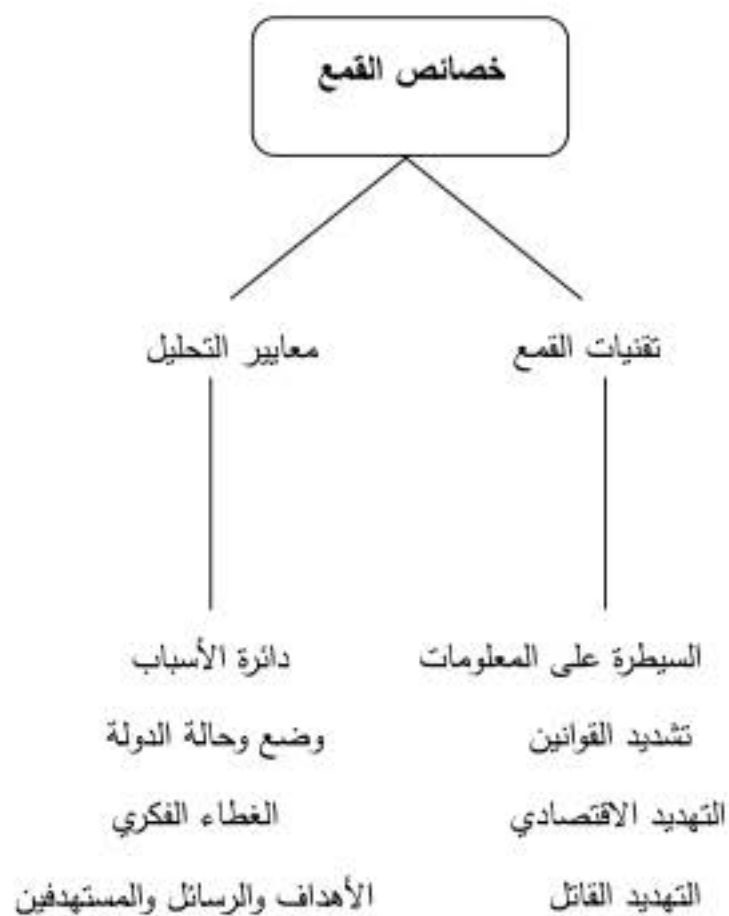 خصائص القمع
تقنيات القمع
معايير التحليل
السيطرة على المعلومات
دائرة الأسباب
تشديد القوانين
وضع وحالة الدولة
التهديد الاقتصادي
الغطاء الفكري
التهديد القاتل
الأهداف والرسائل والمستهدفين